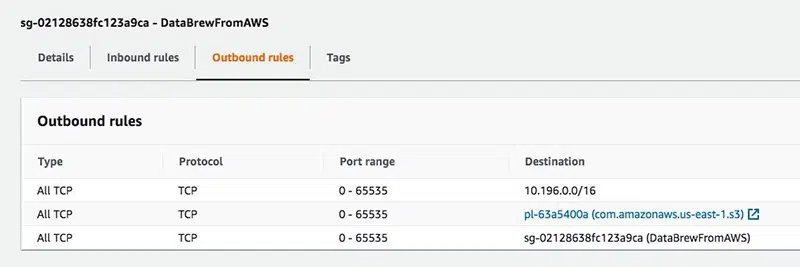 sg-02128638fc123a9ca - DataBrewFromAWS
Details Inbound rules Outbound rules Tags
Outbound rules
Type Protocol Port range Destination
All TCP TCP 0 - 65535 10.196.0.0/16
All TCP TCP 0 - 65535 pl-63a5400a (com.amazonaws.us-east-1.s3)
All TCP TCP 0 - 65535 sg-02128638fc123a9ca (DataBrewFromAWS)